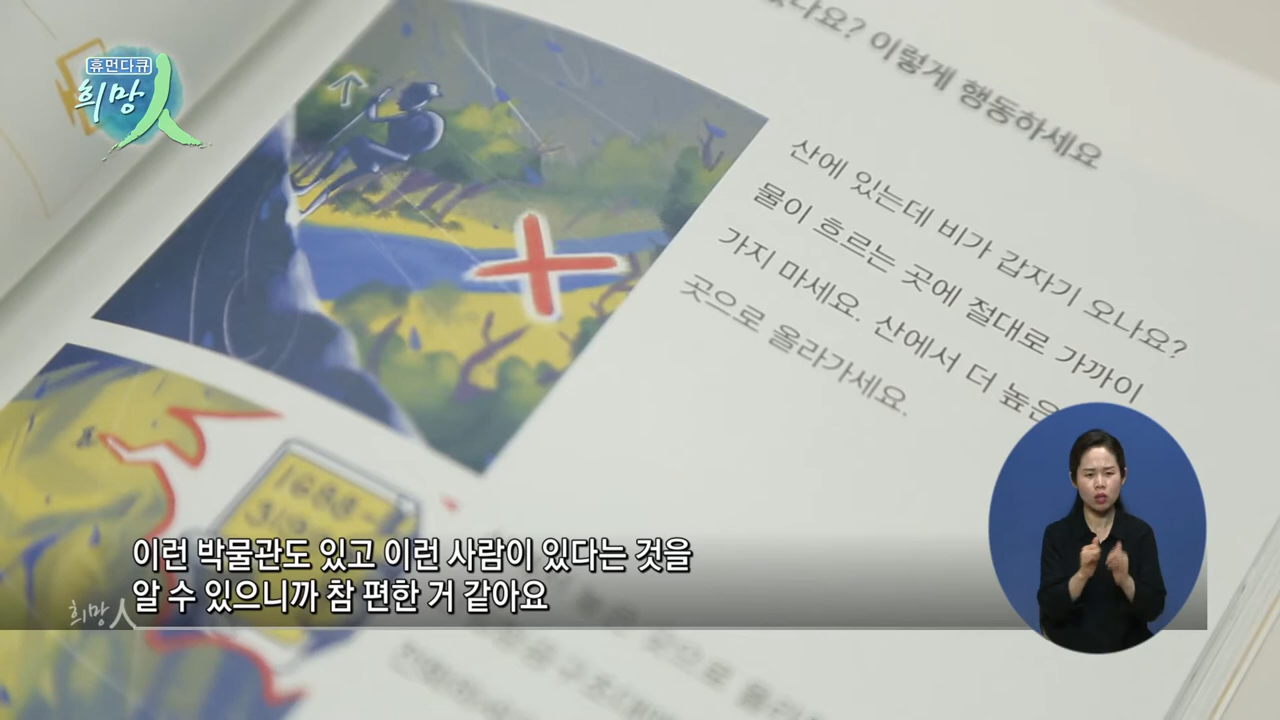 휴먼다큐
희망人
나요? 이렇게 행동하세요
산에 있는데 비가 갑자기 오나요?
물이 흐르는 곳에 절대로 가까이
가지 마세요. 산에서 더 높은
곳으로 올라가세요.
1688-
319
이런 박물관도 있고 이런 사람이 있다는 것을
알 수 있으니까 참 편한 거 같아요
희망人